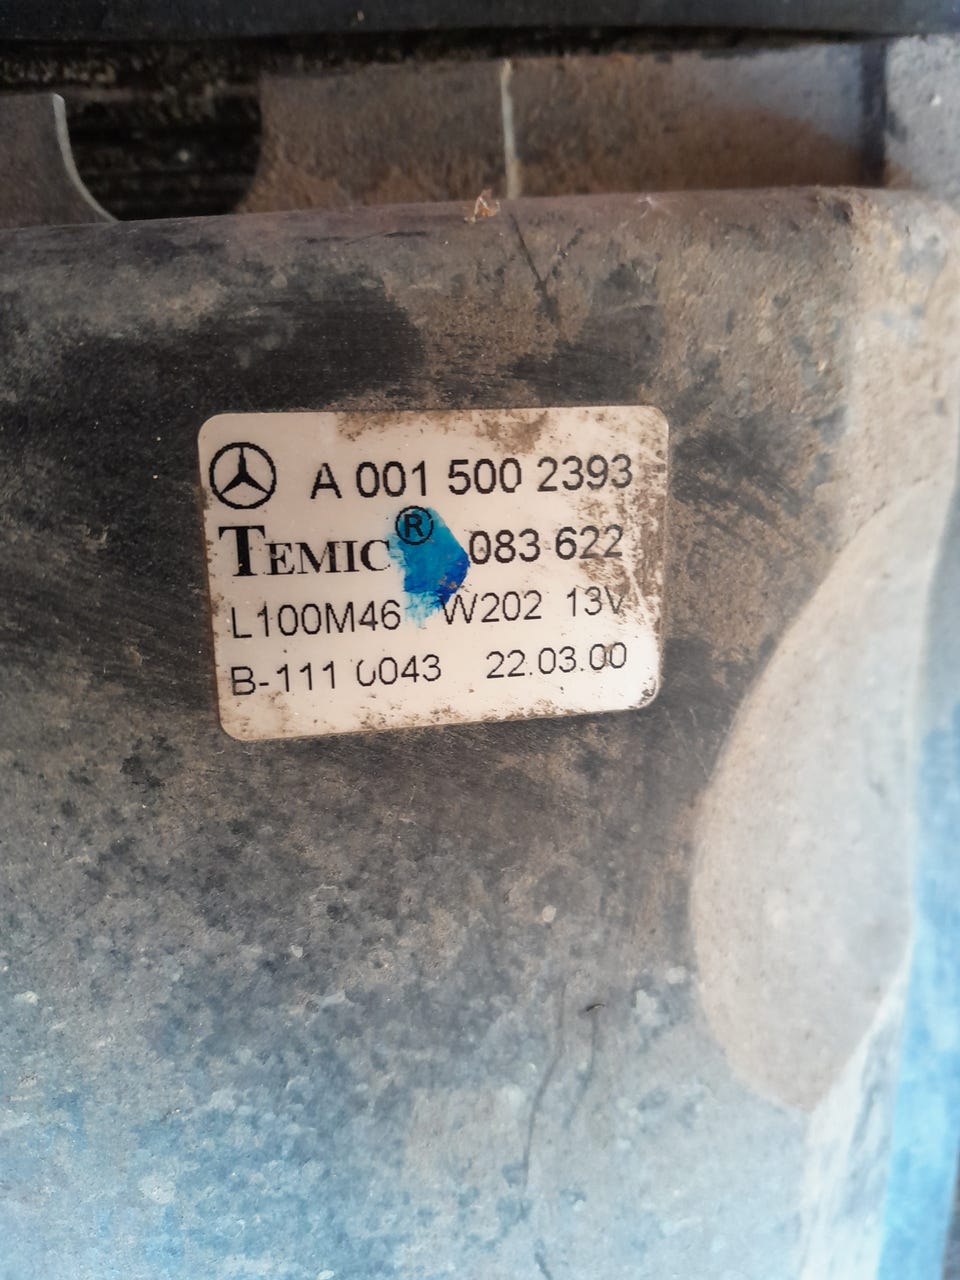 A 001 500 2393
TEMIC® 083 622
L100M46 W202 13V
B-111 0043 22.03.00